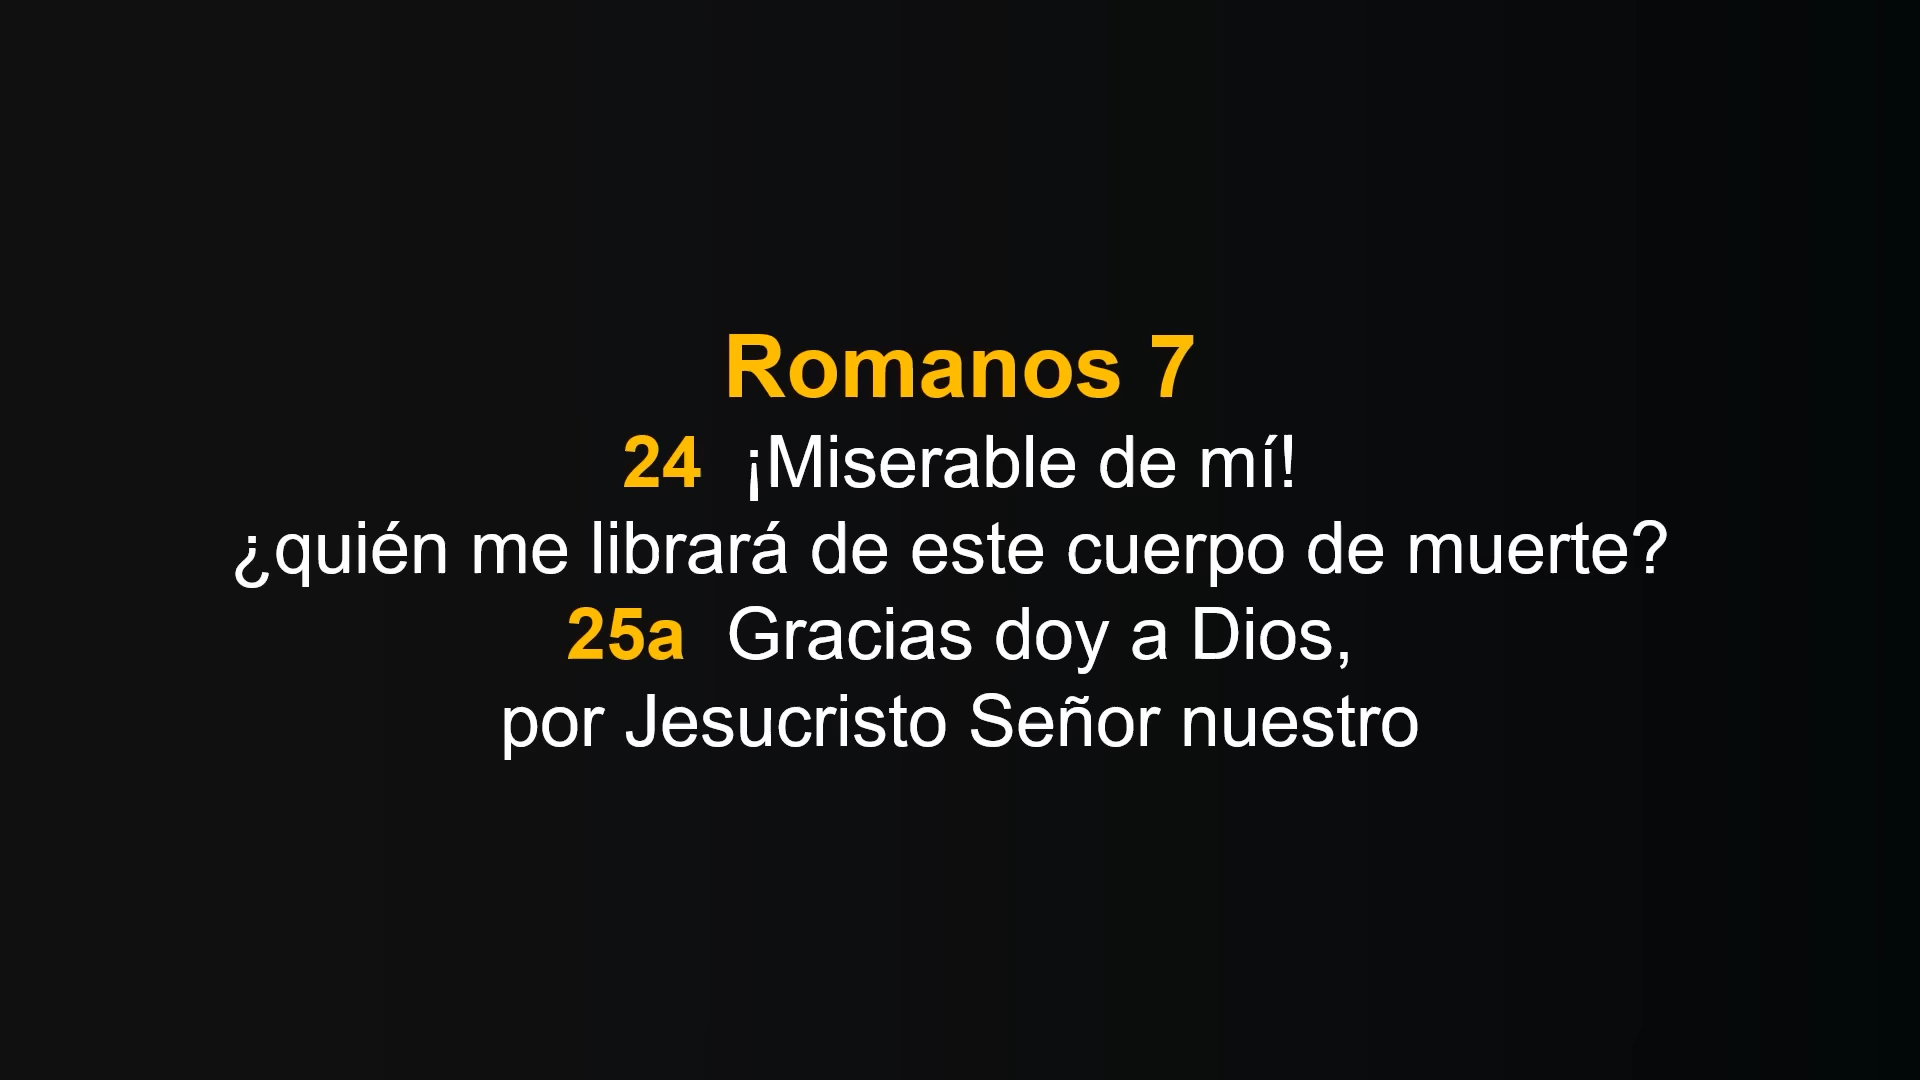 Romanos 7
24 ¡Miserable de mí!
¿quién me librará de este cuerpo de muerte?
25a Gracias doy a Dios,
por Jesucristo Señor nuestro